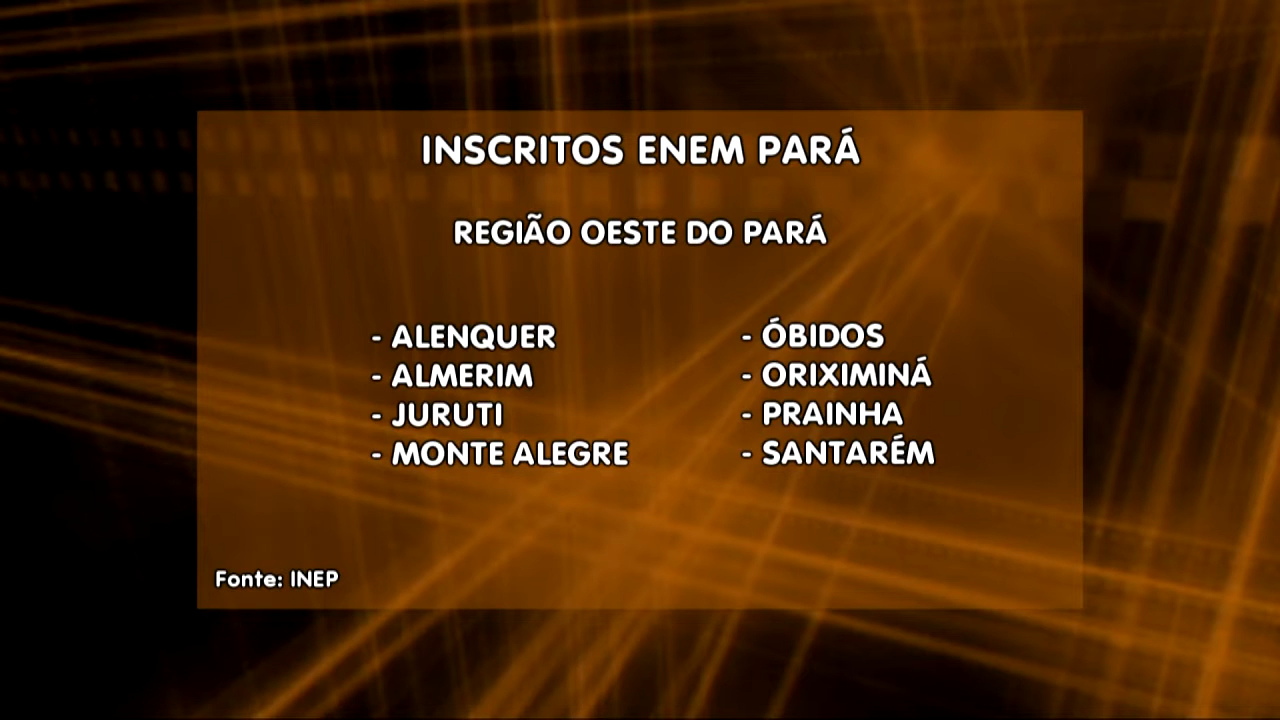 INSCRITOS ENEM PARÁ
REGIÃO OESTE DO PARÁ
- ALENQUER
- ALMERIM
- JURUTI
- MONTE ALEGRE
- ÓBIDOS
- ORIXIMINÁ
- PRAINHA
- SANTARÉM
Fonte: INEP